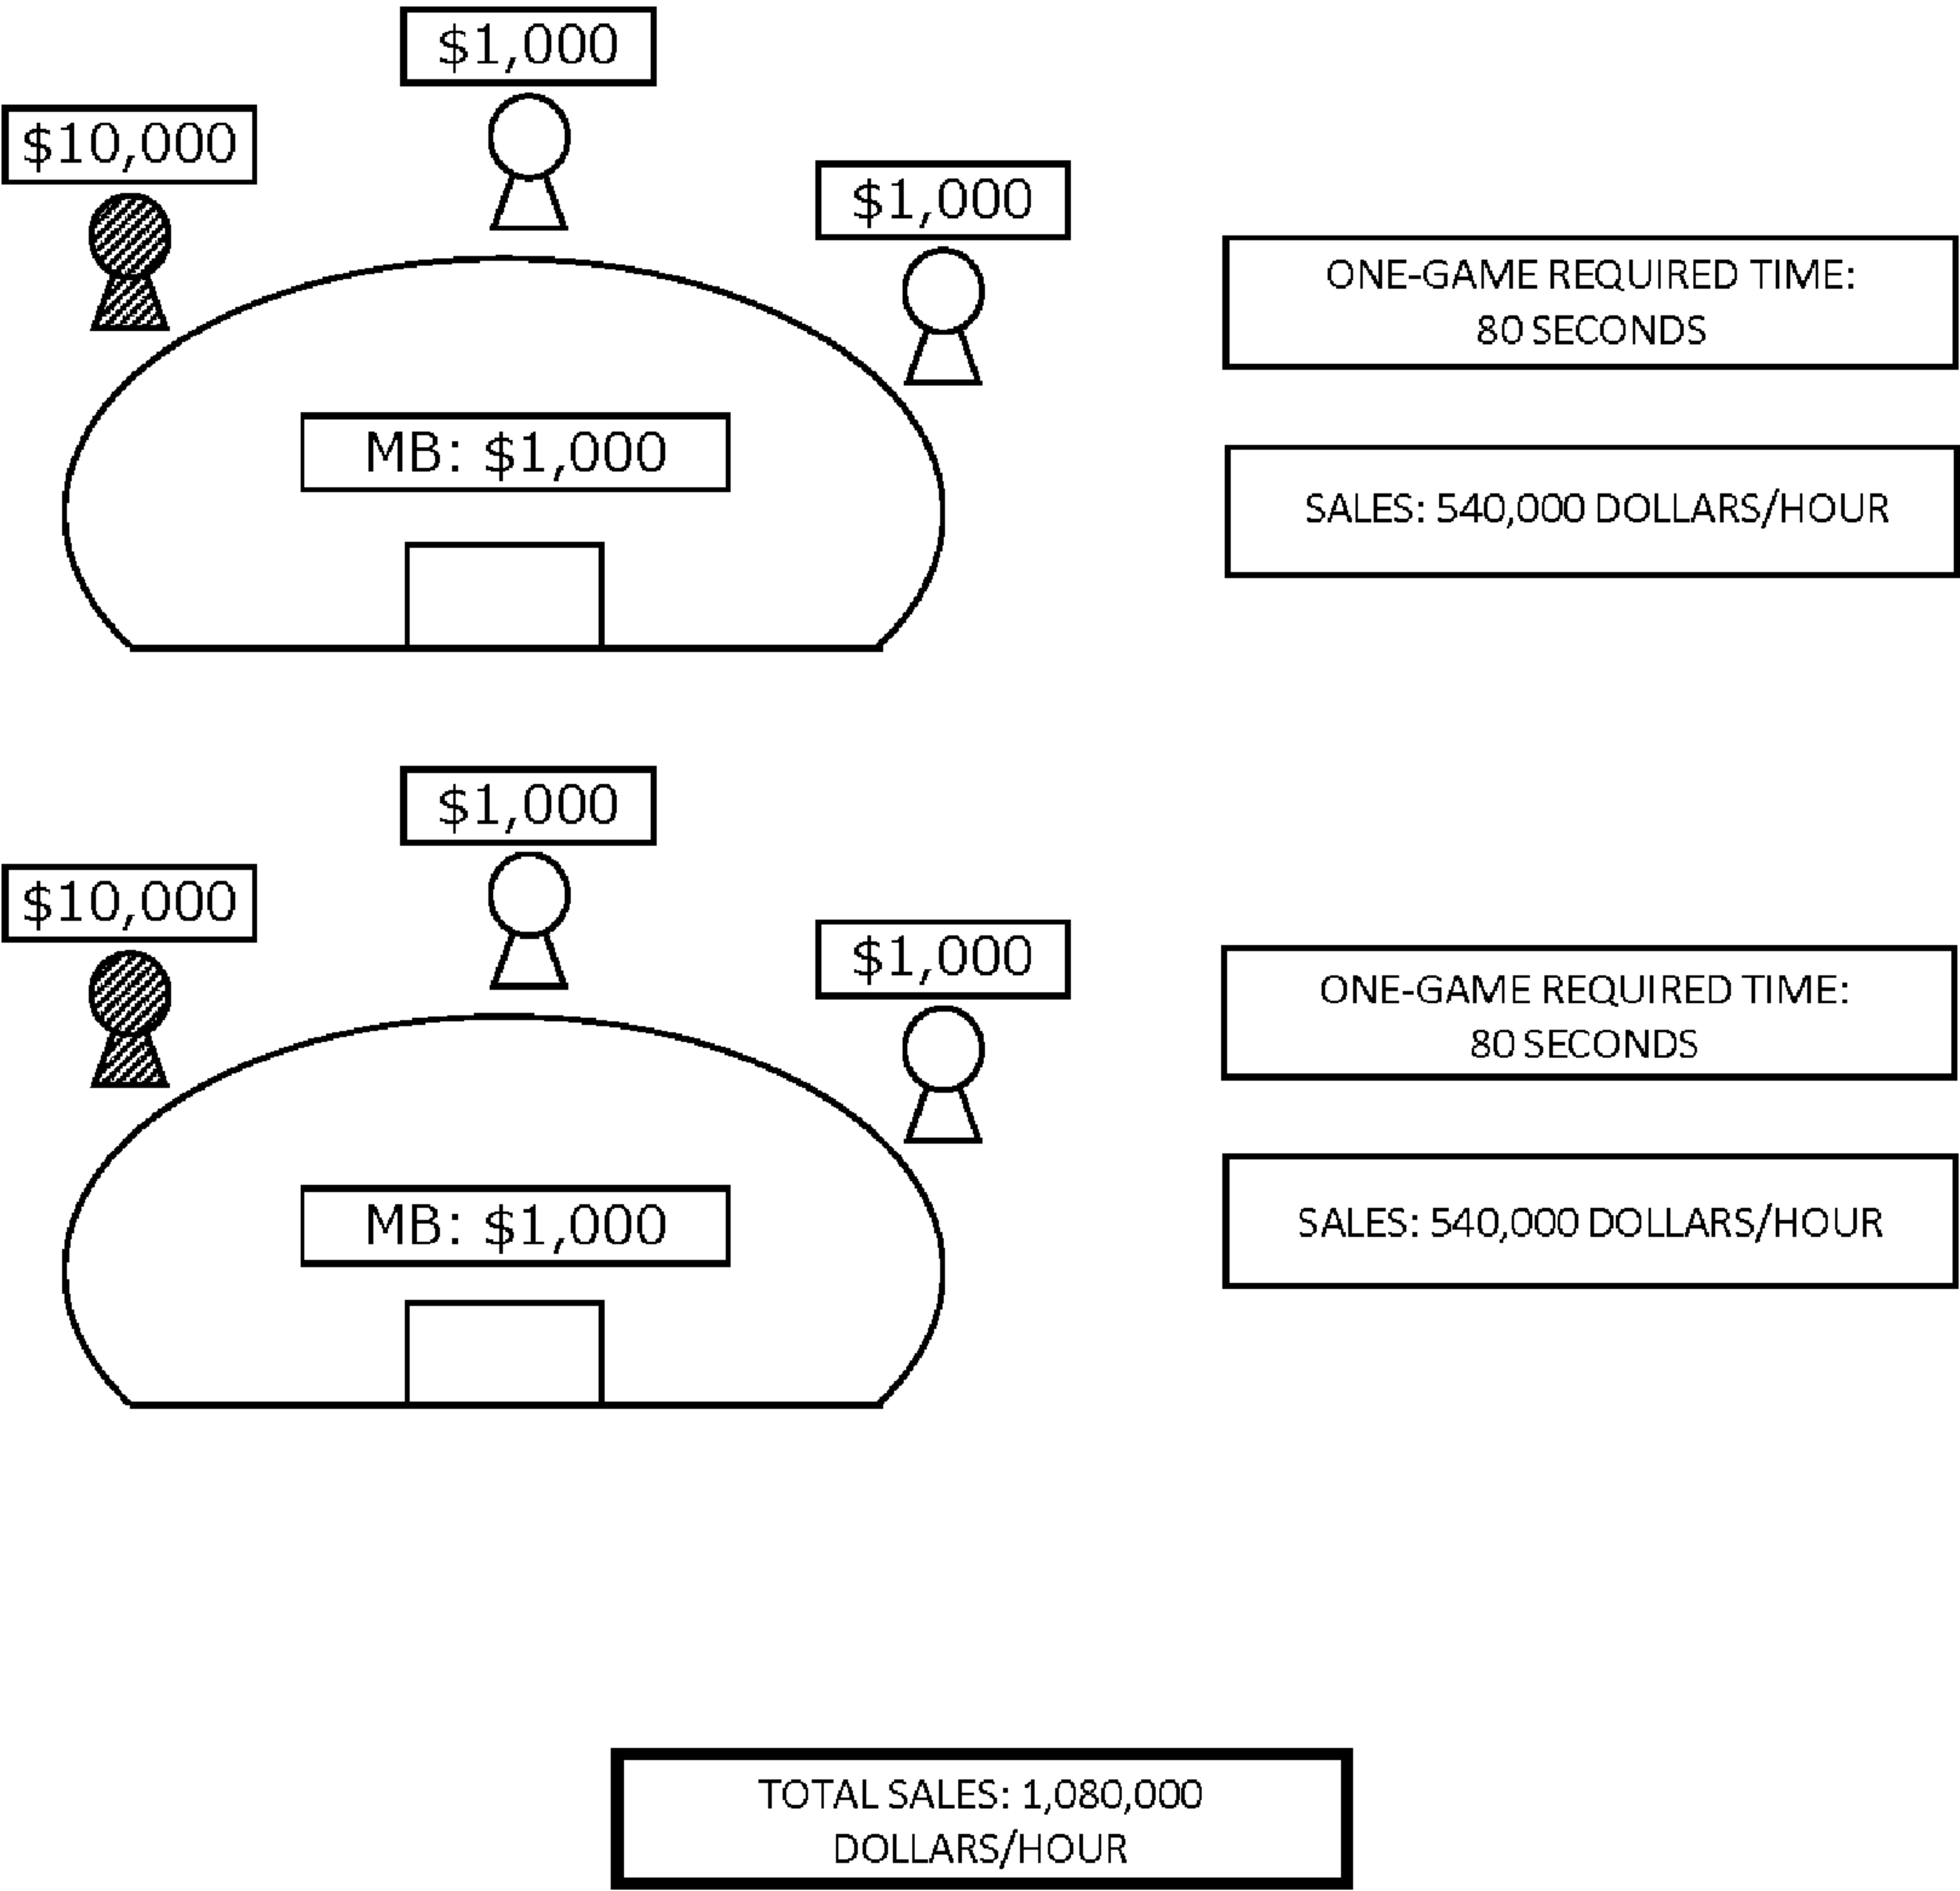 $1,000
$10,000
$1,000
ONE-GAME REQUIRED TIME:
80 SECONDS
MB: $1,000
SALES: 540,000 DOLLARS/HOUR
$1,000
$10,000
$1,000
ONE-GAME REQUIRED TIME:
80 SECONDS
MB: $1,000
SALES: 540,000 DOLLARS/HOUR
TOTAL SALES: 1,080,000
DOLLARS/HOUR